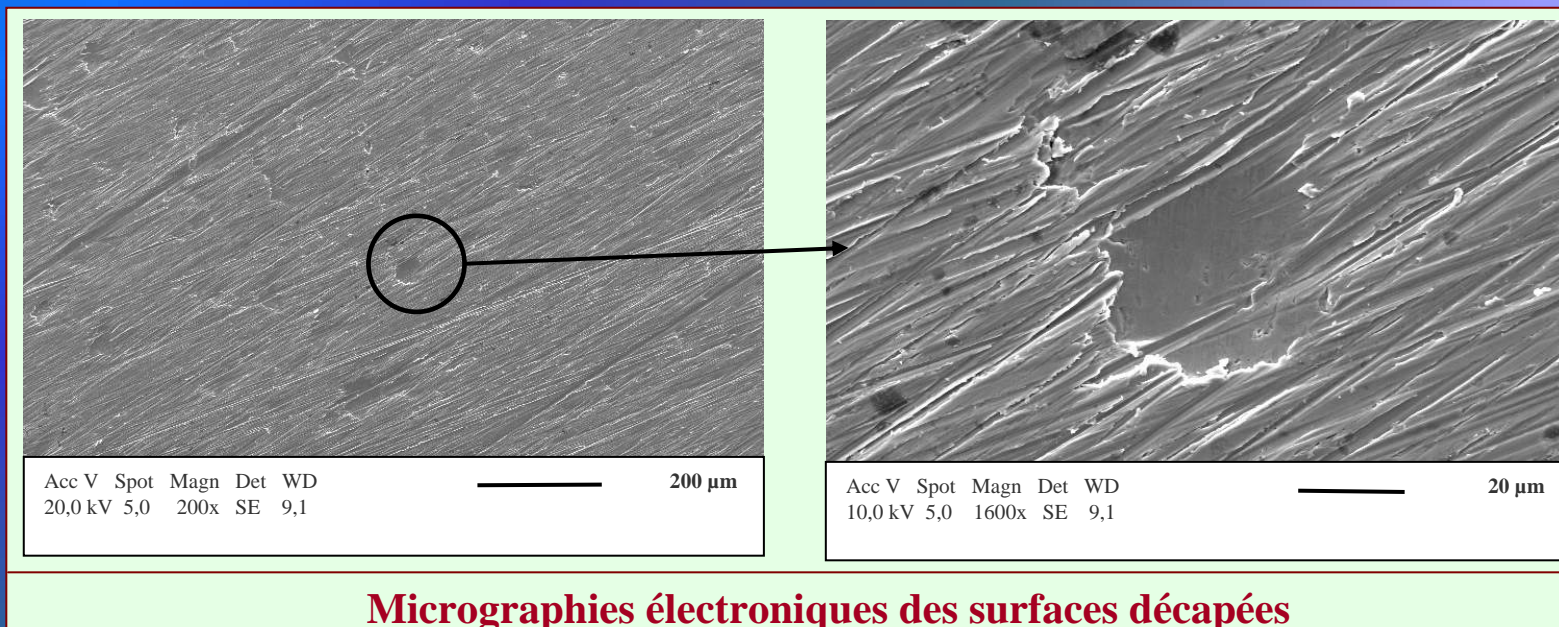 Acc V Spot Magn Det WD
20,0 kV 5,0 200x SE 9,1
200 µm
Acc V Spot Magn Det WD
10,0 kV 5,0 1600x SE 9,1
20 µm
Micrographies électroniques des surfaces décapées